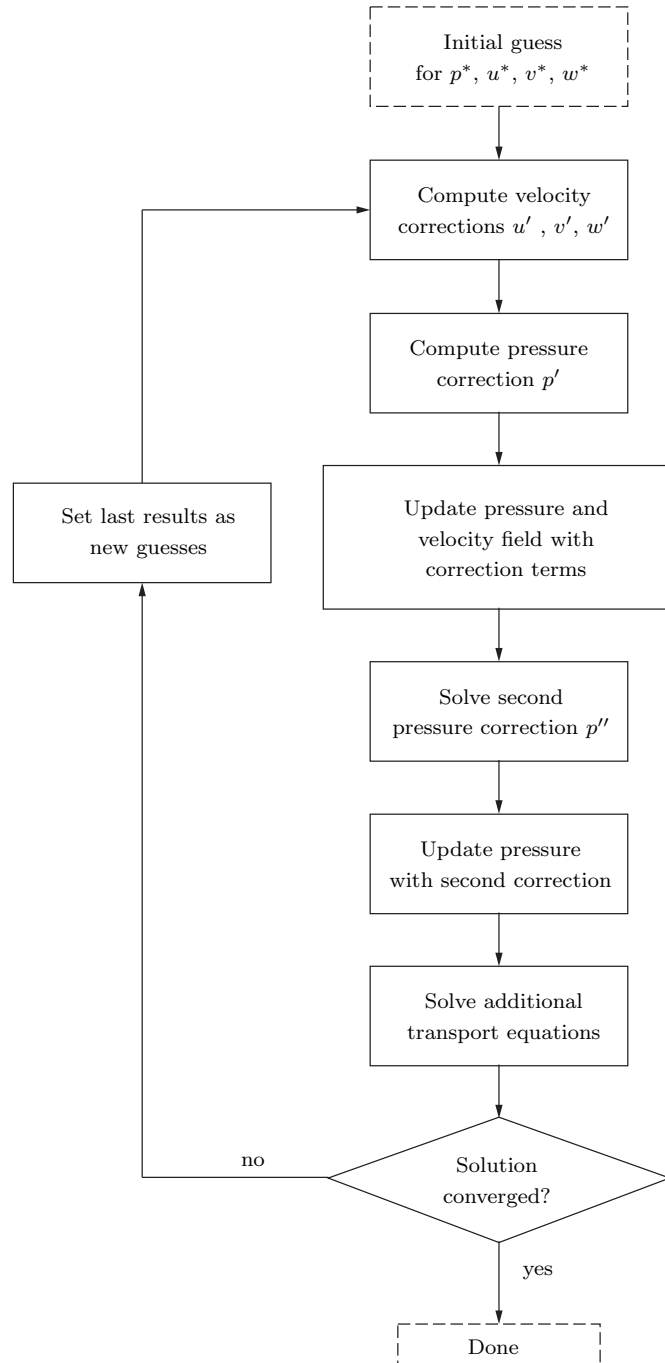 Initial guess
for p*, u*, v*, w*
Compute velocity
corrections u′ , v′, w′
Compute pressure
correction p′
Set last results as
new guesses
Update pressure and
velocity field with
correction terms
Solve second
pressure correction p′′
Update pressure
with second correction
Solve additional
transport equations
no
Solution
converged?
yes
Done